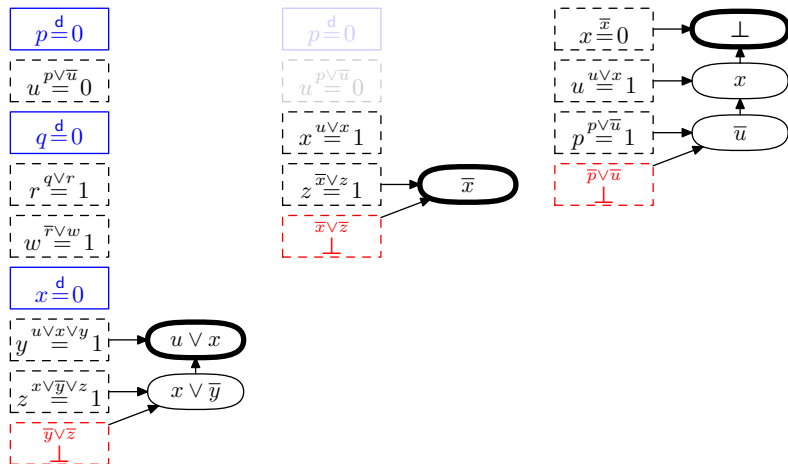 p =ᵈ 0
u =^{p∨u̅} 0
q =ᵈ 0
r =^{q∨r} 1
w =^{r̅∨w} 1
x =ᵈ 0
y =^{u∨x∨y} 1
u ∨ x
z =^{x∨y̅∨z} 1
x ∨ y̅
y̅∨z̅
⊥
p =ᵈ 0
u =^{p∨u̅} 0
x =^{u∨x} 1
z =^{x̅∨z} 1
x̅
x̅∨z̅
⊥
x =^{x̅} 0
⊥
u =^{u∨x} 1
x
p =^{p∨u̅} 1
u̅
p̅∨u̅
⊥